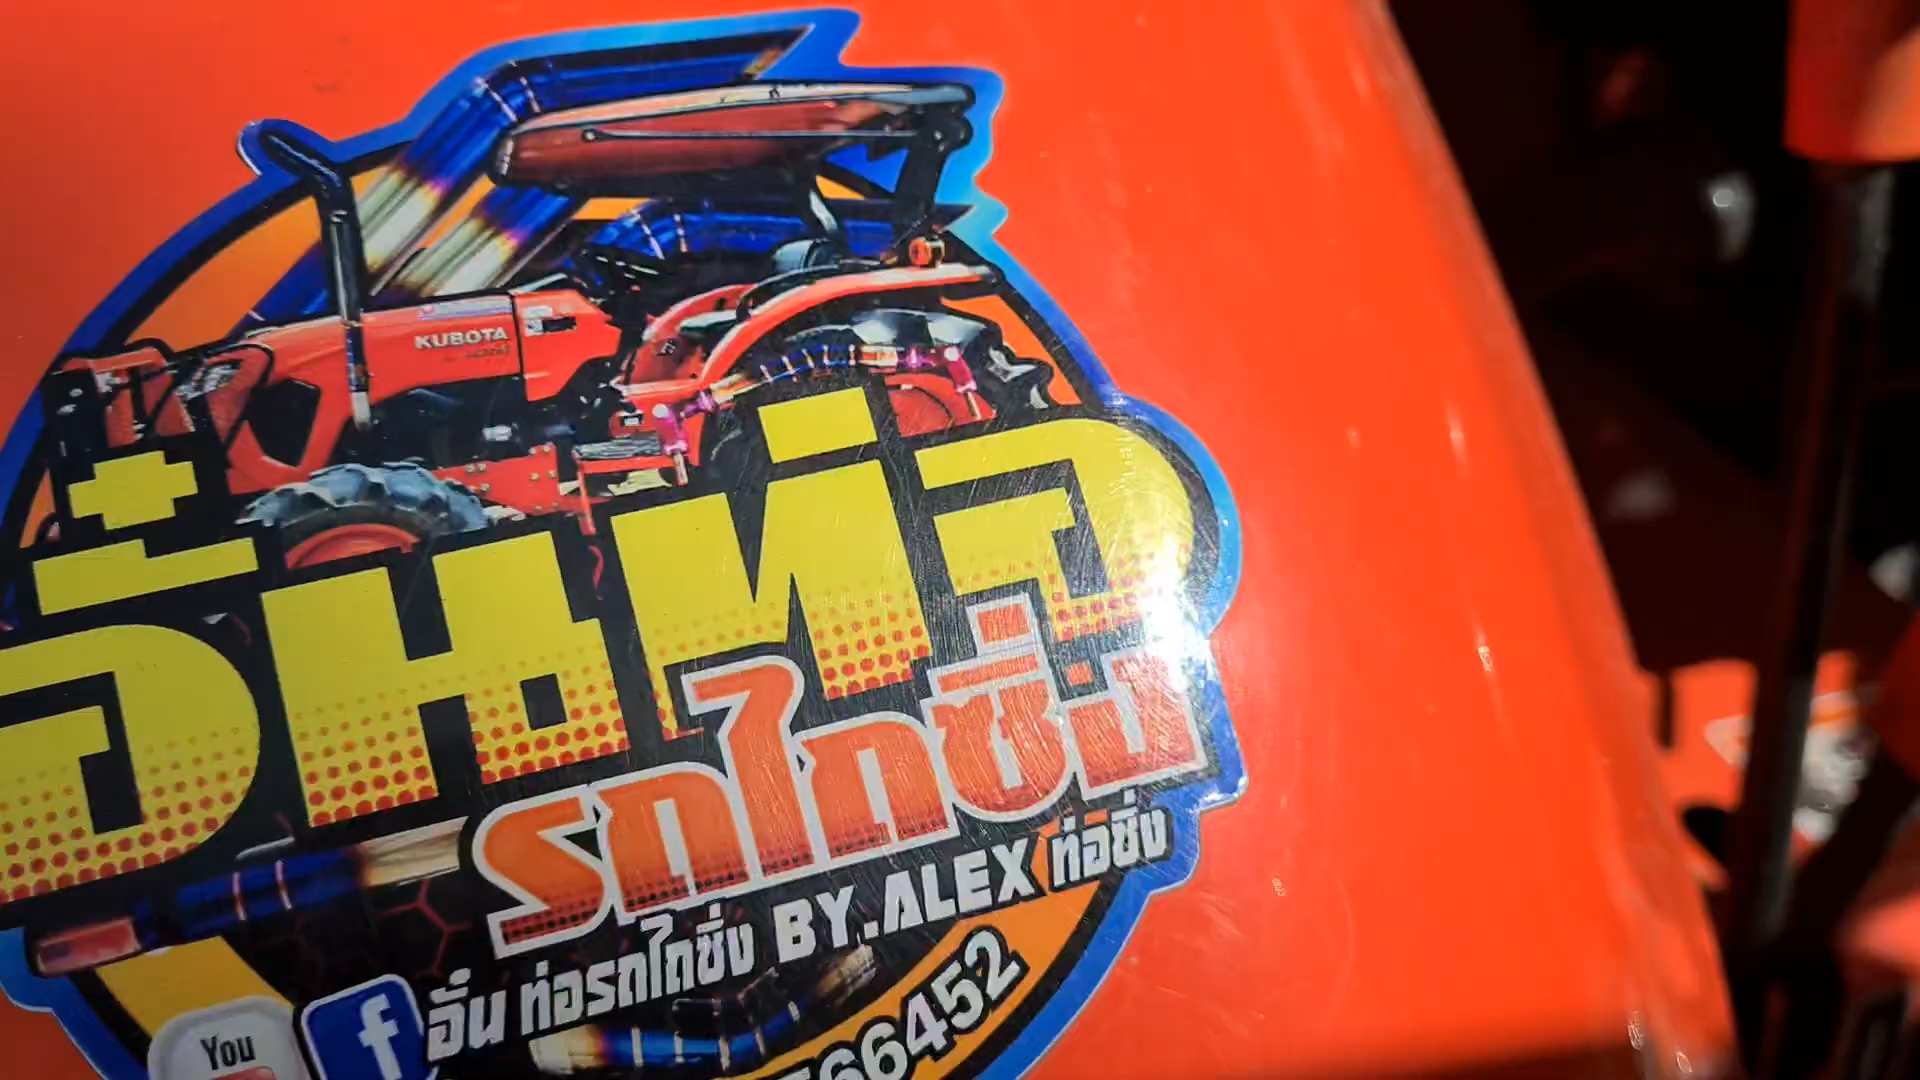 KUBOTA
อั๋นท่อ
รถไถซิ่ง
อั๋น ท่อรถไถซิ่ง BY.ALEX ท่อซิ่ง
You
f
66452